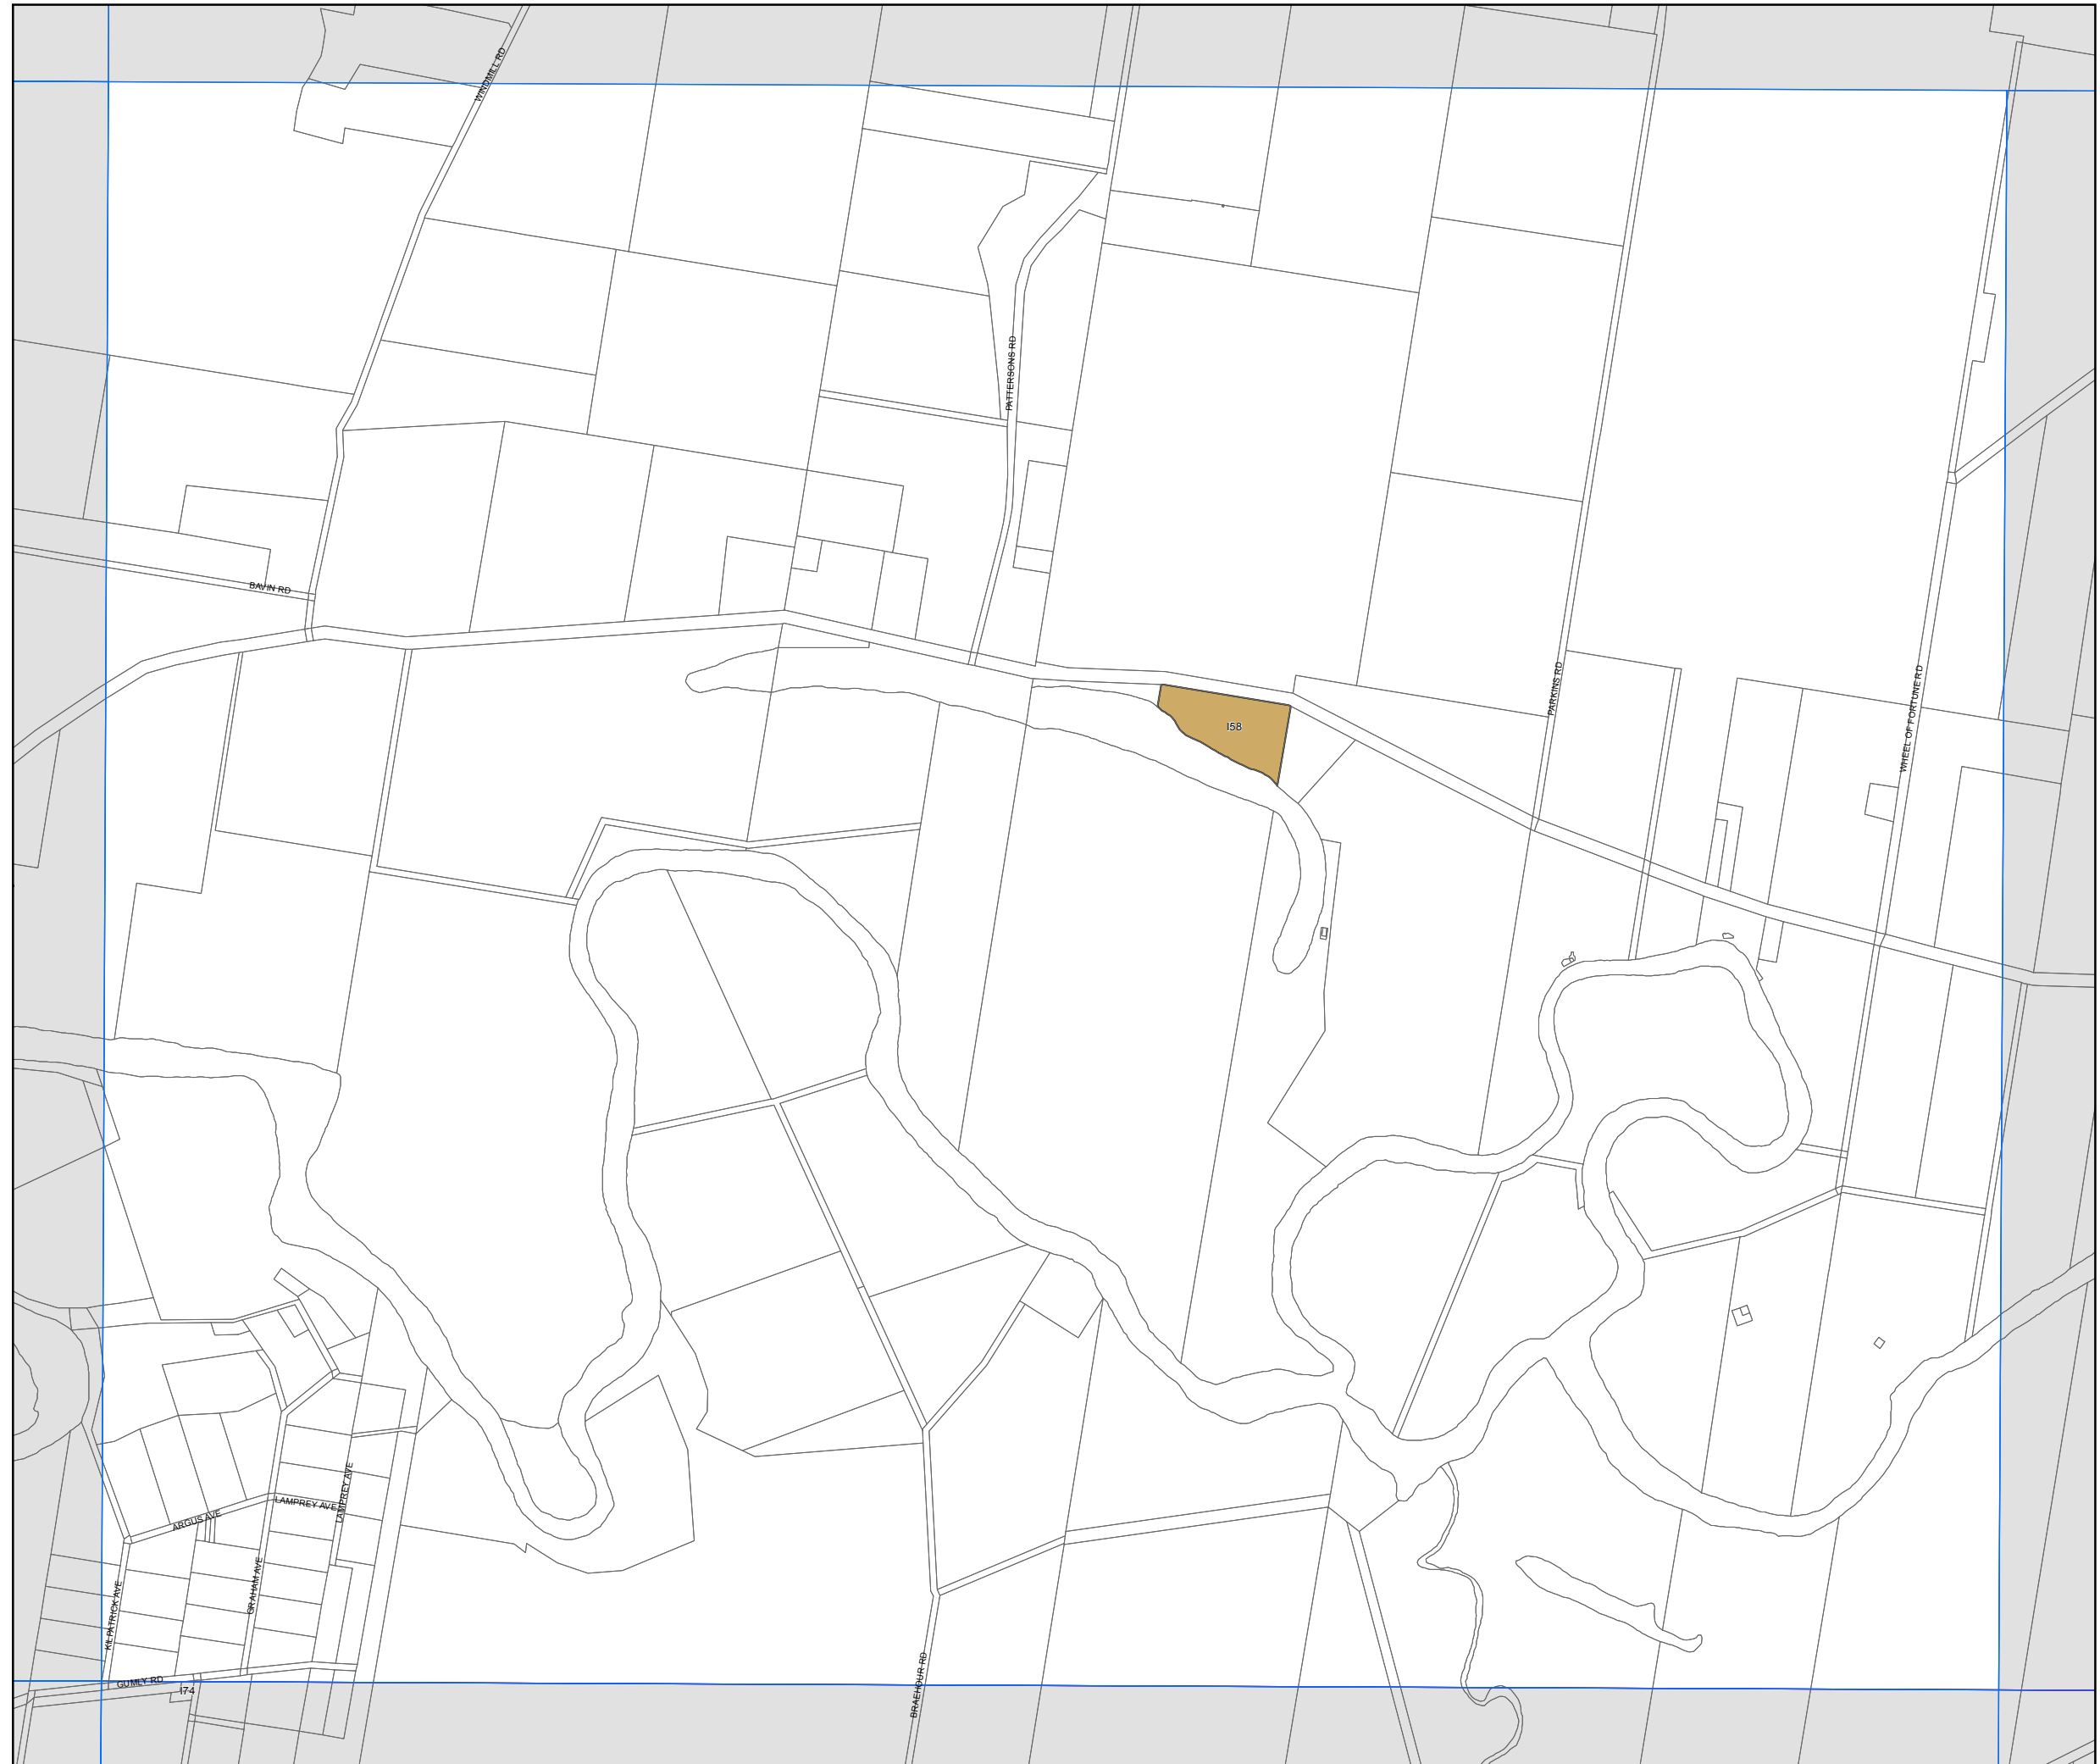 WINDMILL RD
PATTERSONS RD
BAVIN RD
PARKINS RD
WHEEL OF FORTUNE RD
I58
LAMPREY AVE
LAMPREY AVE
ARGUS AVE
GRAHAM AVE
KILPATRICK AVE
GUMLY RD
I74
BRAEHOUR RD